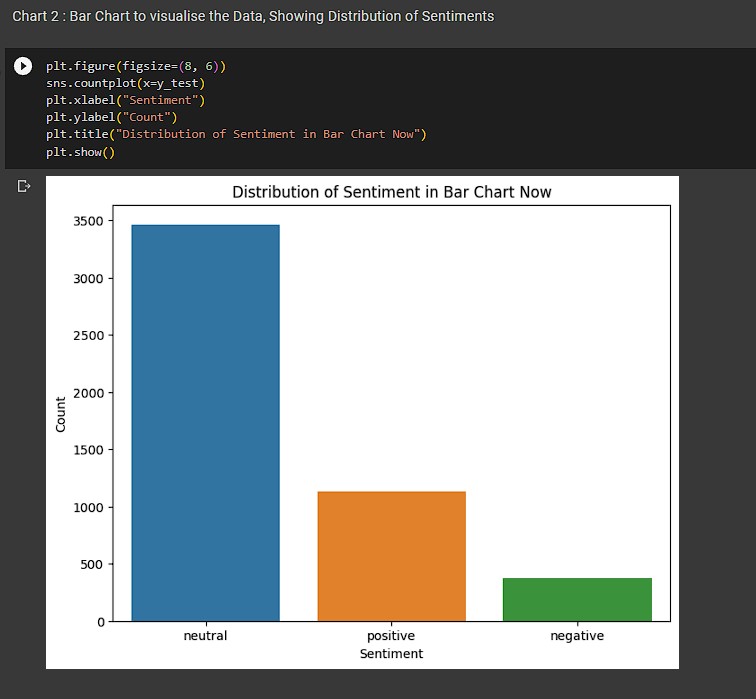 Chart 2 : Bar Chart to visualise the Data, Showing Distribution of Sentiments
plt.figure(figsize=(8, 6))
sns.countplot(x=y_test)
plt.xlabel("Sentiment")
plt.ylabel("Count")
plt.title("Distribution of Sentiment in Bar Chart Now")
plt.show()
Distribution of Sentiment in Bar Chart Now
3500
3000
2500
2000
1500
1000
500
0
Count
neutral positive negative
Sentiment